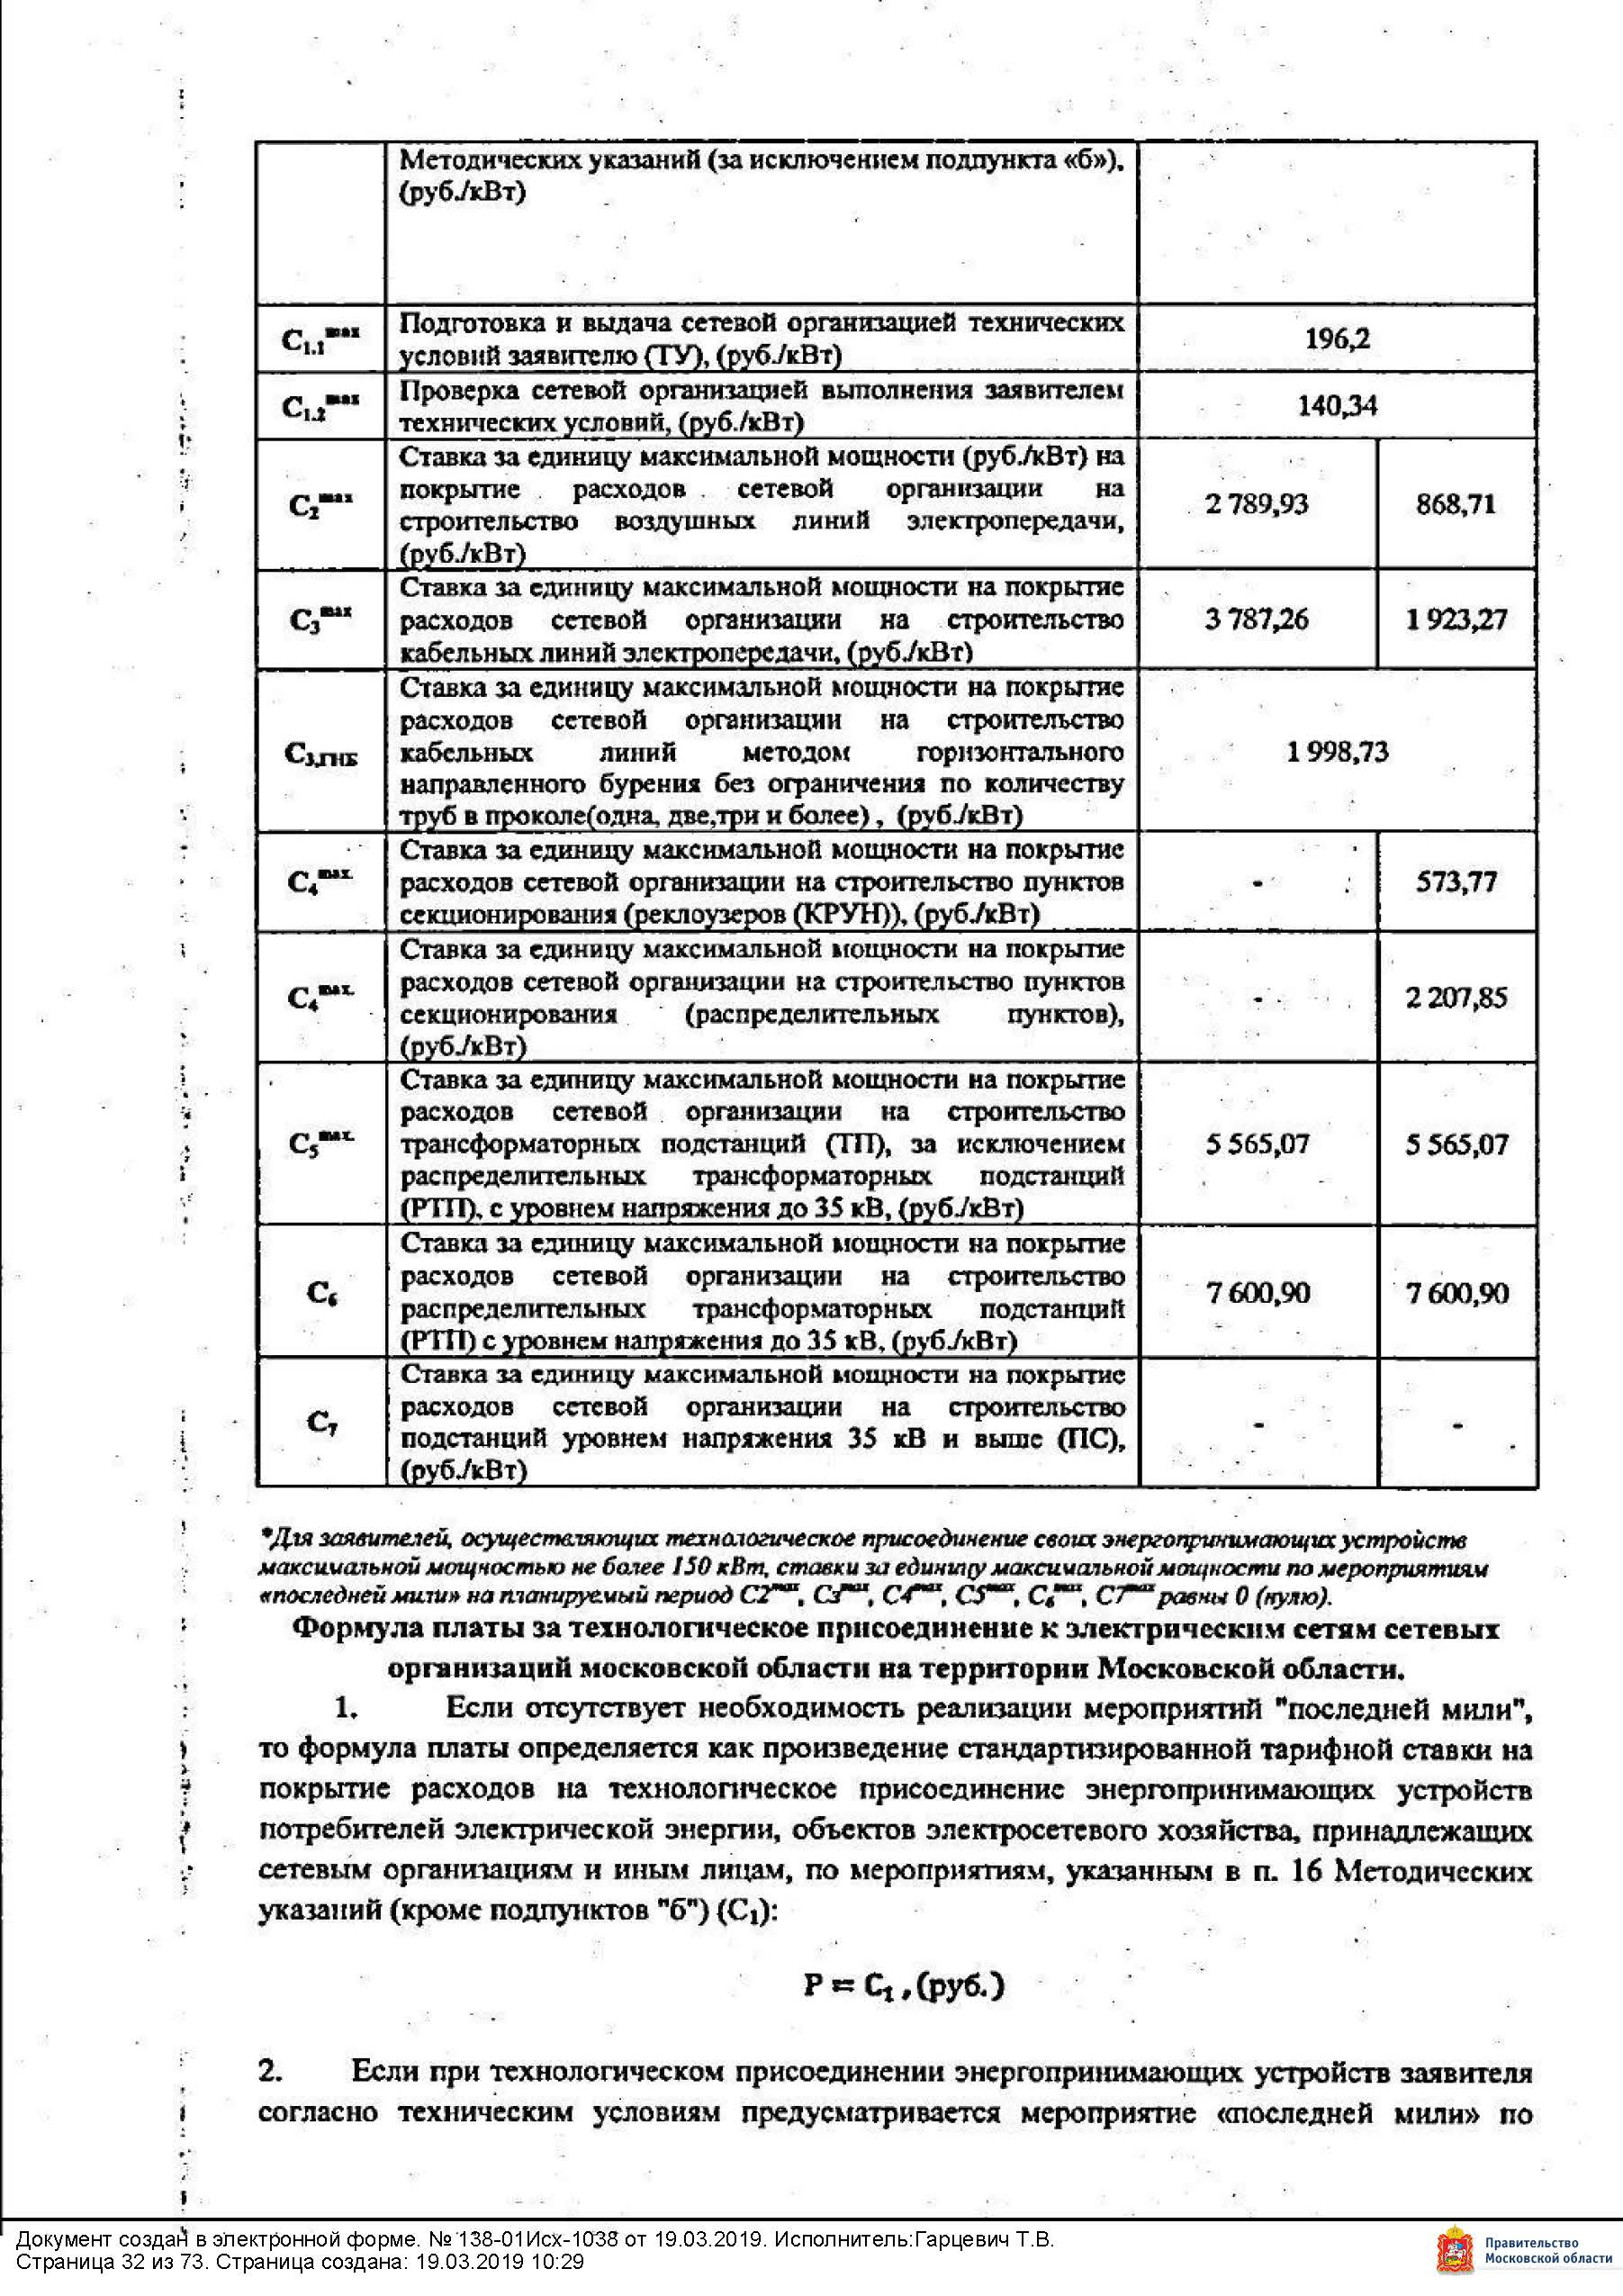 Методических указаний (за исключением подпункта «б»),
(руб./кВт)
C1.1 max
Подготовка и выдача сетевой организацией технических
условий заявителю (ТУ), (руб./кВт)
196,2
C1.2 max
Проверка сетевой организацией выполнения заявителем
технических условий, (руб./кВт)
140,34
C2 max
Ставка за единицу максимальной мощности (руб./кВт) на
покрытие расходов сетевой организации на
строительство воздушных линий электропередачи,
(руб./кВт)
2 789,93
868,71
C3 max
Ставка за единицу максимальной мощности на покрытие
расходов сетевой организации на строительство
кабельных линий электропередачи, (руб./кВт)
3 787,26
1 923,27
C3,ГНБ
Ставка за единицу максимальной мощности на покрытие
расходов сетевой организации на строительство
кабельных линий методом горизонтального
направленного бурения без ограничения по количеству
труб в проколе(одна, две,три и более) , (руб./кВт)
1 998,73
C4 max.
Ставка за единицу максимальной мощности на покрытие
расходов сетевой организации на строительство пунктов
секционирования (реклоузеров (КРУН)), (руб./кВт)
-
573,77
C4 max.
Ставка за единицу максимальной мощности на покрытие
расходов сетевой организации на строительство пунктов
секционирования (распределительных пунктов),
(руб./кВт)
-
2 207,85
C5 max.
Ставка за единицу максимальной мощности на покрытие
расходов сетевой организации на строительство
трансформаторных подстанций (ТП), за исключением
распределительных трансформаторных подстанций
(РТП), с уровнем напряжения до 35 кВ, (руб./кВт)
5 565,07
5 565,07
C6
Ставка за единицу максимальной мощности на покрытие
расходов сетевой организации на строительство
распределительных трансформаторных подстанций
(РТП) с уровнем напряжения до 35 кВ, (руб./кВт)
7 600,90
7 600,90
C7
Ставка за единицу максимальной мощности на покрытие
расходов сетевой организации на строительство
подстанций уровнем напряжения 35 кВ и выше (ПС),
(руб./кВт)
-
-
*Для заявителей, осуществляющих технологическое присоединение своих энергопринимающих устройств
максимальной мощностью не более 150 кВт, ставки за единицу максимальной мощности по мероприятиям
«последней мили» на планируемый период C2max, C3max, C4max, C5max, C6max, C7max равны 0 (нулю).
Формула платы за технологическое присоединение к электрическим сетям сетевых
организаций московской области на территории Московской области.
1. Если отсутствует необходимость реализации мероприятий "последней мили",
то формула платы определяется как произведение стандартизированной тарифной ставки на
покрытие расходов на технологическое присоединение энергопринимающих устройств
потребителей электрической энергии, объектов электросетевого хозяйства, принадлежащих
сетевым организациям и иным лицам, по мероприятиям, указанным в п. 16 Методических
указаний (кроме подпунктов "б") (C1):
P = C1 , (руб.)
2. Если при технологическом присоединении энергопринимающих устройств заявителя
согласно техническим условиям предусматривается мероприятие «последней мили» по
Документ создан в электронной форме. № 138-01Исх-1038 от 19.03.2019. Исполнитель:Гарцевич Т.В.
Страница 32 из 73. Страница создана: 19.03.2019 10:29
Правительство
Московской области